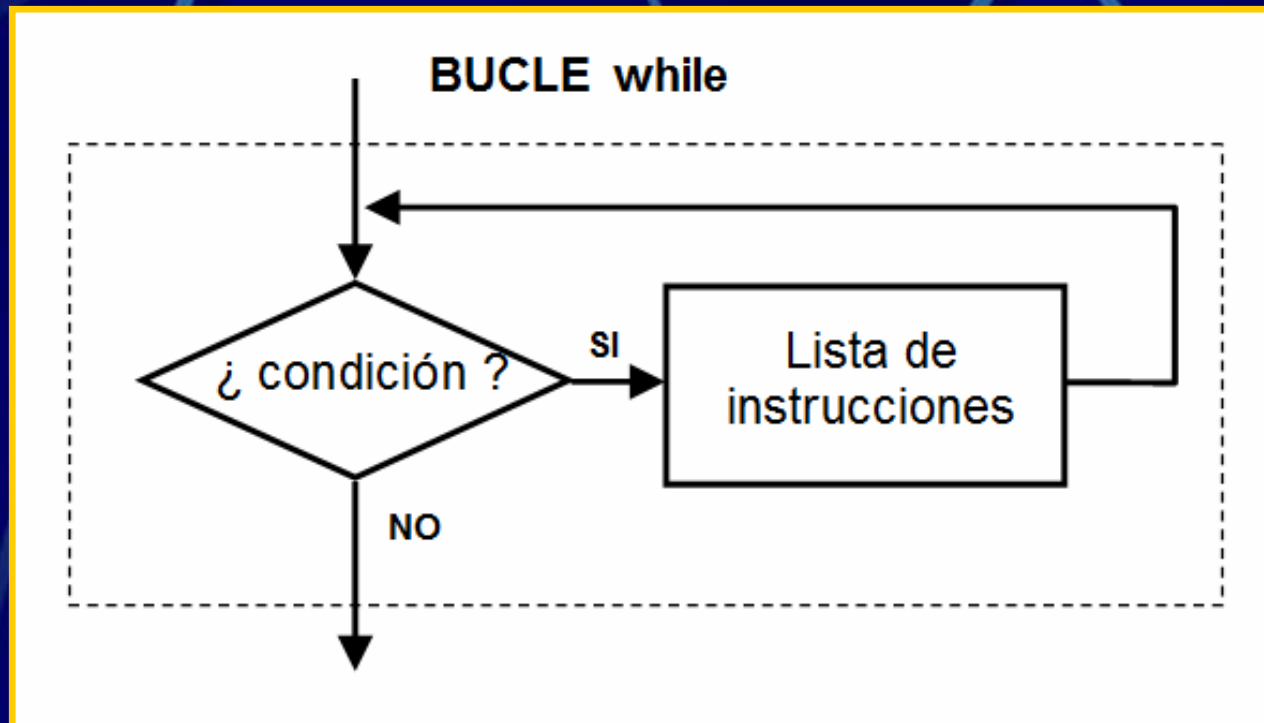 BUCLE while
¿ condición ?
SI
Lista de
instrucciones
NO